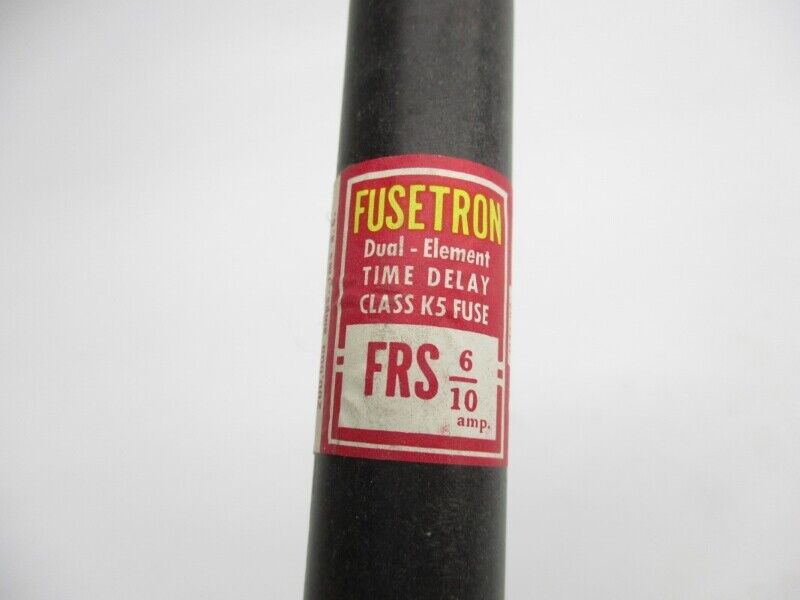 FUSETRON
Dual - Element
TIME DELAY
CLASS K5 FUSE
FRS 6/10
amp.